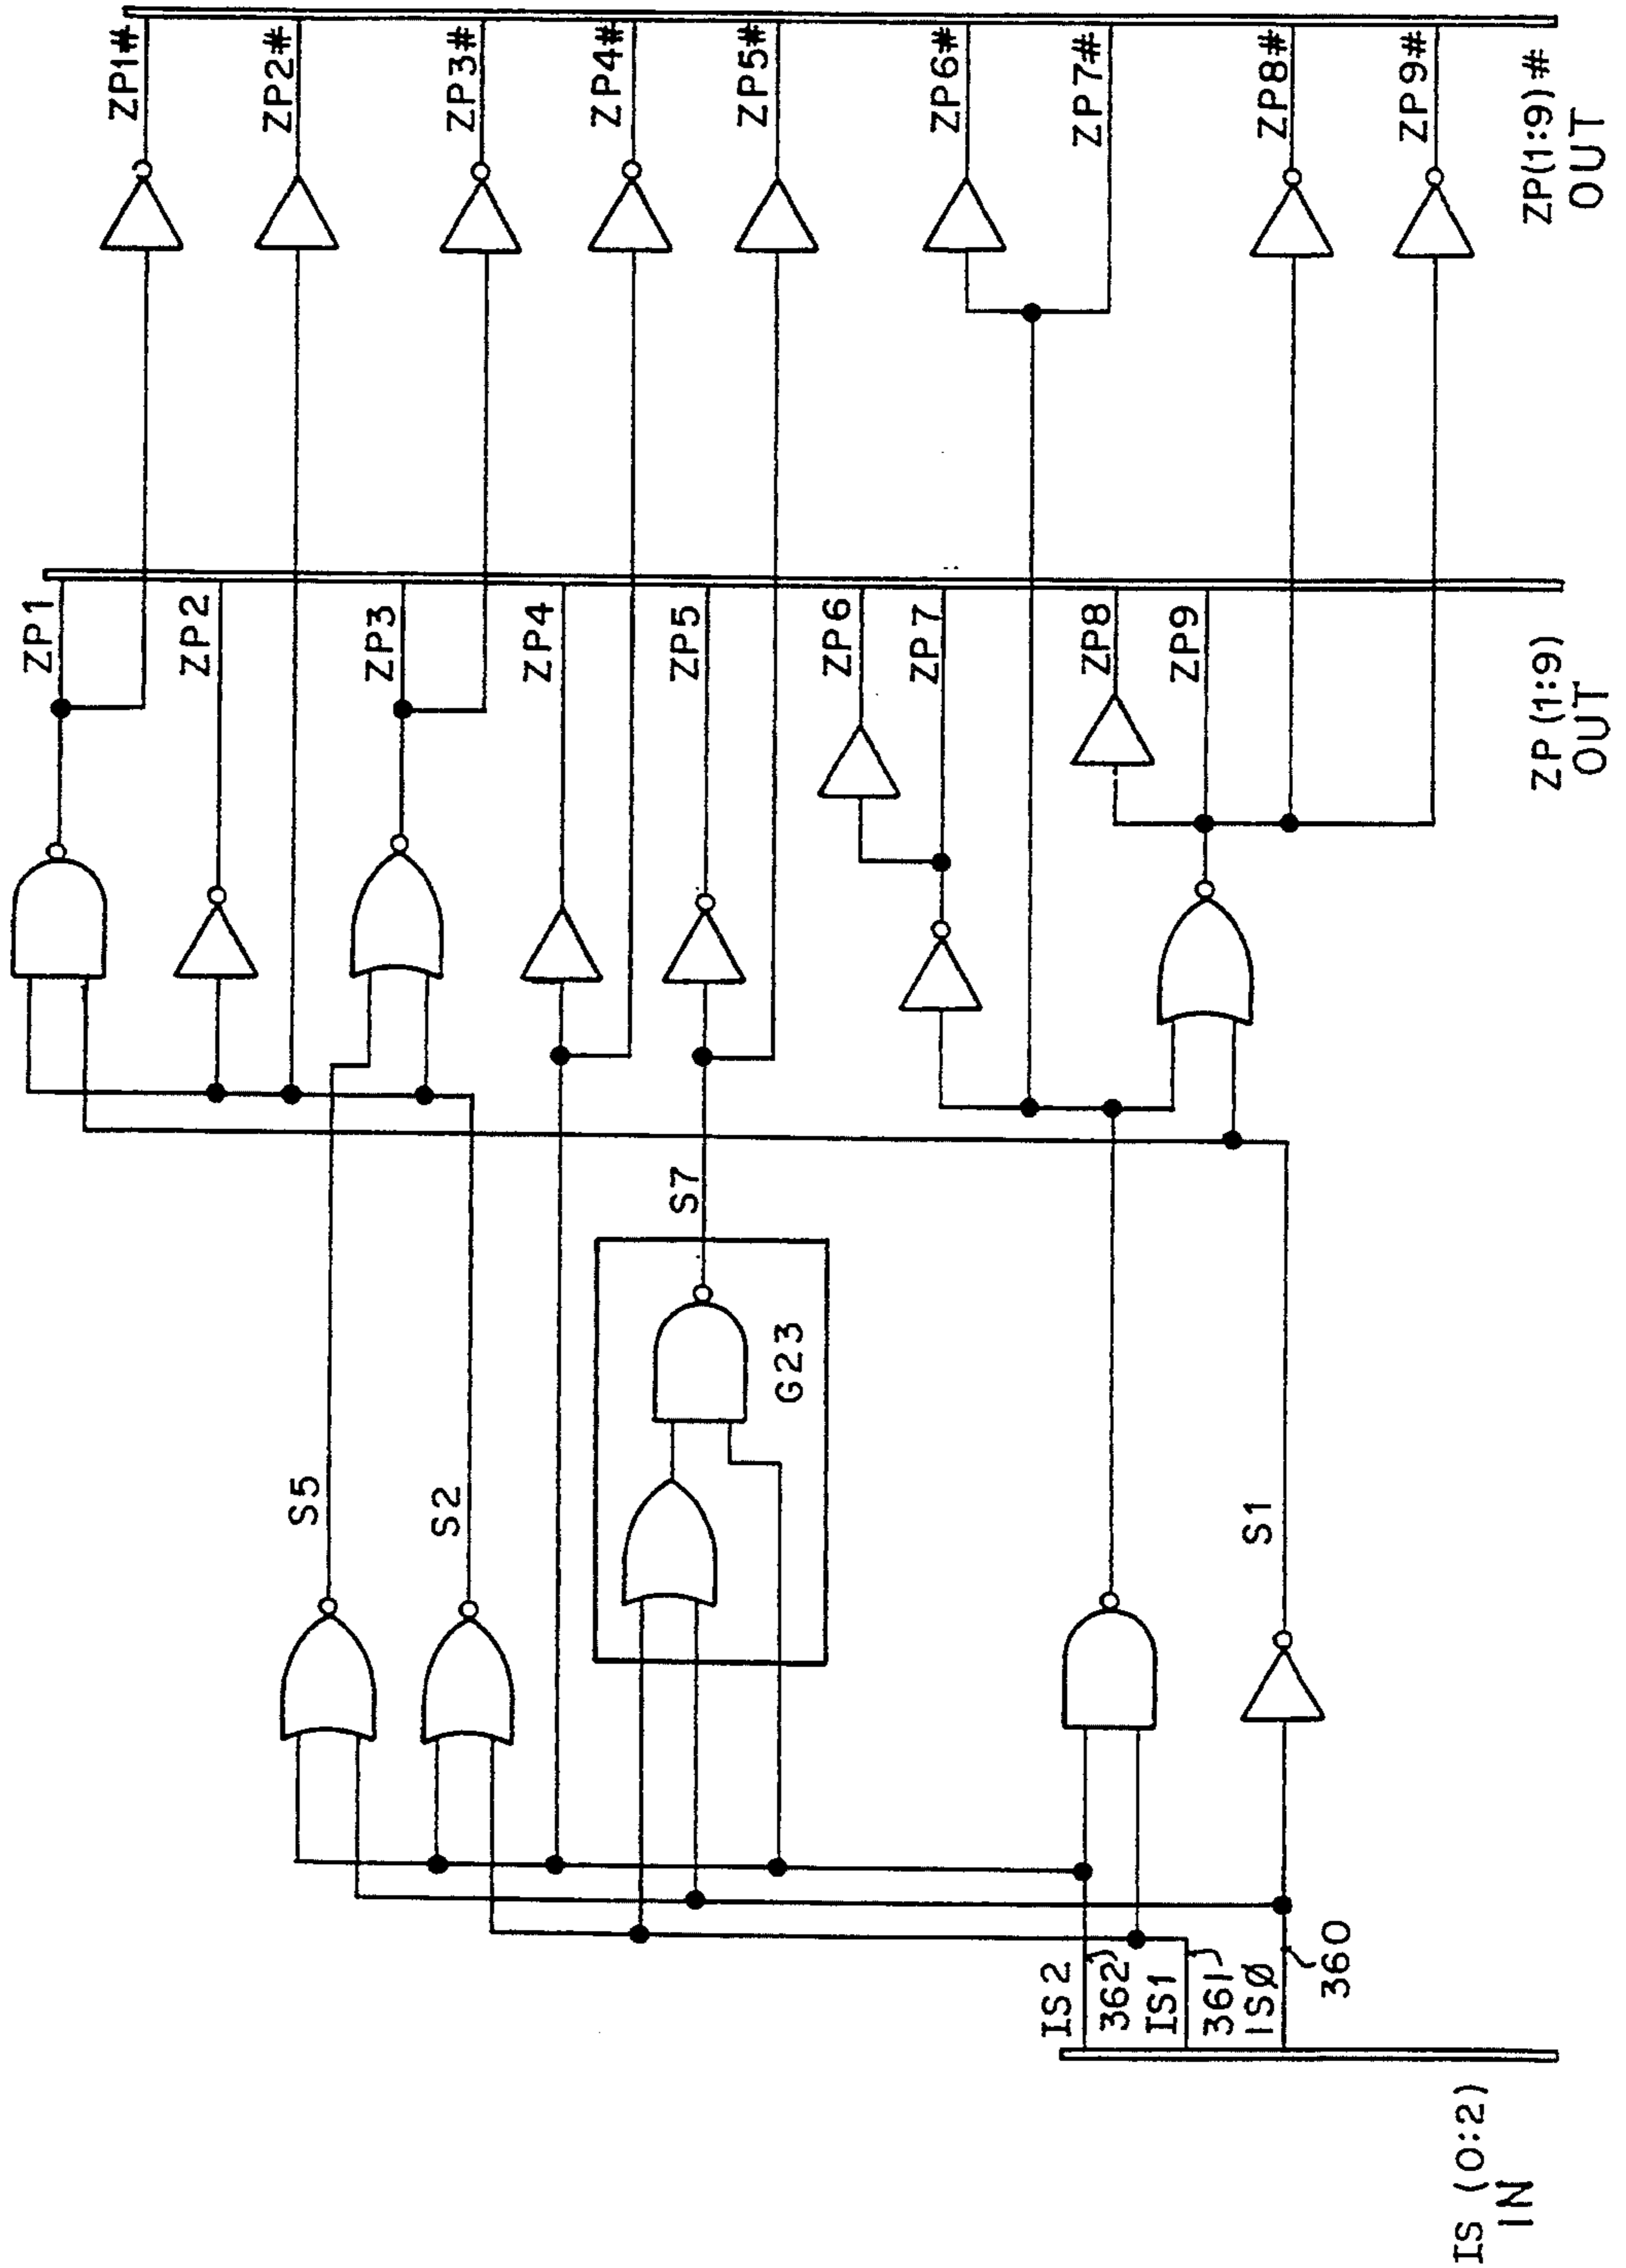 ZP1#
ZP2#
ZP3#
ZP4#
ZP5#
ZP6#
ZP7#
ZP8#
ZP9#
ZP(1:9)#
OUT
ZP1
ZP2
ZP3
ZP4
ZP5
ZP6
ZP7
ZP8
ZP9
ZP (1:9)
OUT
S5
S2
S7
G23
S1
IS2
362
IS1
361
ISØ
360
IS (0:2)
IN